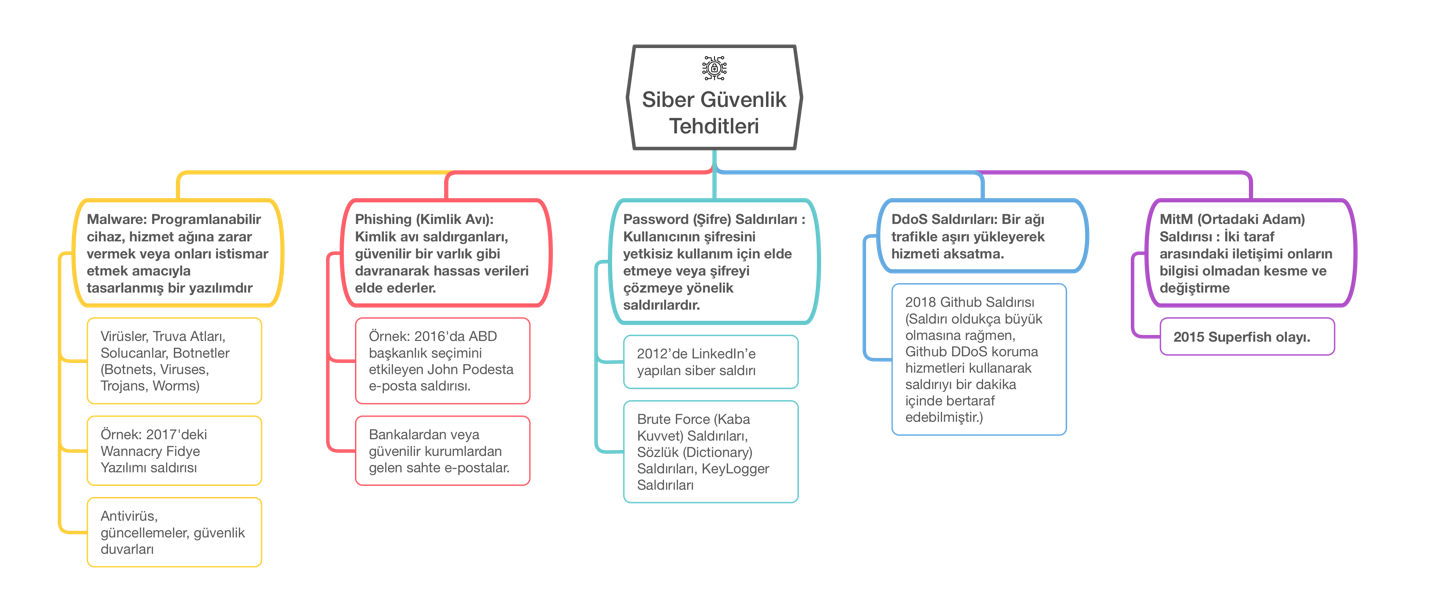 Siber Güvenlik
Tehditleri
Malware: Programlanabilir
cihaz, hizmet ağına zarar
vermek veya onları istismar
etmek amacıyla
tasarlanmış bir yazılımdır
Virüsler, Truva Atları,
Solucanlar, Botnetler
(Botnets, Viruses,
Trojans, Worms)
Örnek: 2017'deki
Wannacry Fidye
Yazılımı saldırısı
Antivirüs,
güncellemeler, güvenlik
duvarları
Phishing (Kimlik Avı):
Kimlik avı saldırganları,
güvenilir bir varlık gibi
davranarak hassas verileri
elde ederler.
Örnek: 2016'da ABD
başkanlık seçimini
etkileyen John Podesta
e-posta saldırısı.
Bankalardan veya
güvenilir kurumlardan
gelen sahte e-postalar.
Password (Şifre) Saldırıları :
Kullanıcının şifresini
yetkisiz kullanım için elde
etmeye veya şifreyi
çözmeye yönelik
saldırılardır.
2012’de LinkedIn’e
yapılan siber saldırı
Brute Force (Kaba
Kuvvet) Saldırıları,
Sözlük (Dictionary)
Saldırıları, KeyLogger
Saldırıları
DdoS Saldırıları: Bir ağı
trafikle aşırı yükleyerek
hizmeti aksatma.
2018 Github Saldırısı
(Saldırı oldukça büyük
olmasına rağmen,
Github DDoS koruma
hizmetleri kullanarak
saldırıyı bir dakika
içinde bertaraf
edebilmiştir.)
MitM (Ortadaki Adam)
Saldırısı : İki taraf
arasındaki iletişimi onların
bilgisi olmadan kesme ve
değiştirme
2015 Superfish olayı.